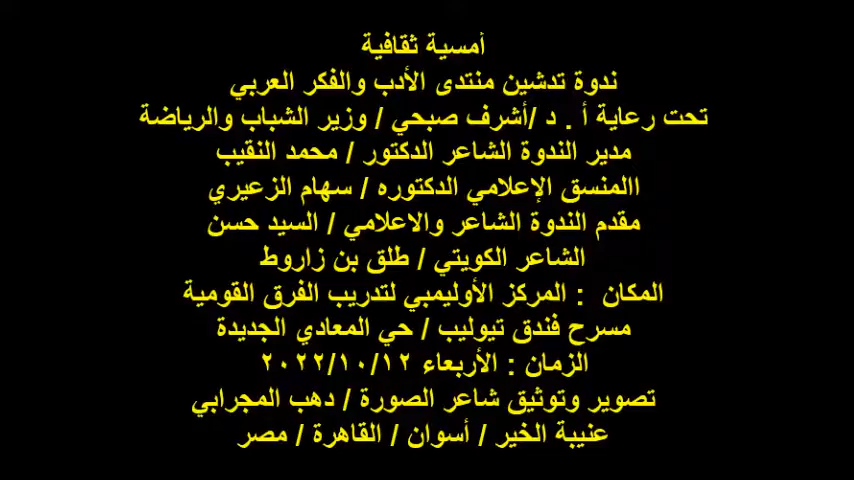 أمسية ثقافية
ندوة تدشين منتدى الأدب والفكر العربي
تحت رعاية أ . د /أشرف صبحي / وزير الشباب والرياضة
مدير الندوة الشاعر الدكتور / محمد النقيب
االمنسق الإعلامي الدكتوره / سهام الزعيري
مقدم الندوة الشاعر والاعلامي / السيد حسن
الشاعر الكويتي / طلق بن زاروط
المكان : المركز الأوليمبي لتدريب الفرق القومية
مسرح فندق تيوليب / حي المعادي الجديدة
الزمان : الأربعاء ٢٠٢٢/١٠/١٢
تصوير وتوثيق شاعر الصورة / دهب المجرابي
عنيبة الخير / أسوان / القاهرة / مصر